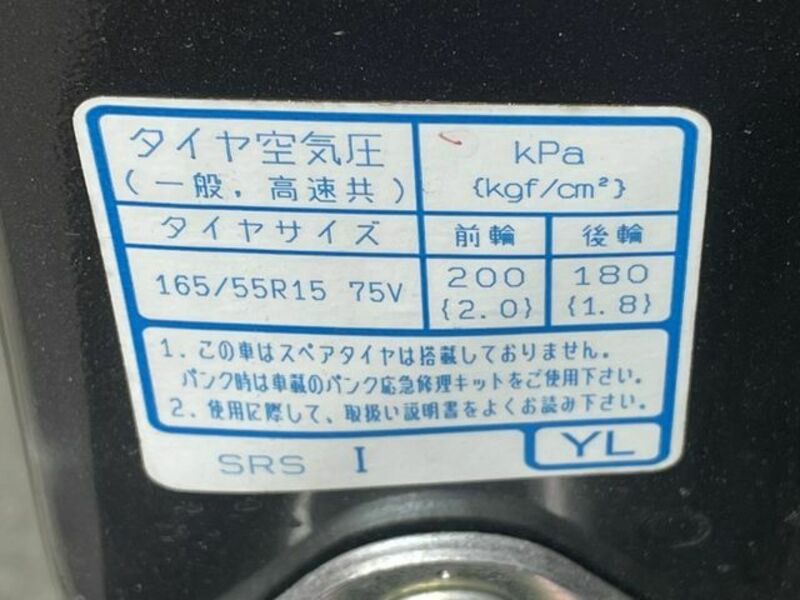 タイヤ空気圧
(一般,高速共)
kPa
{kgf/cm²}
タイヤサイズ 前輪 後輪
165/55R15 75V 200 180
{2.0} {1.8}
1. この車はスペアタイヤは搭載しておりません。
パンク時は車載のパンク応急修理キットをご使用下さい。
2. 使用に際して、取扱い説明書をよくお読み下さい。
SRS I YL